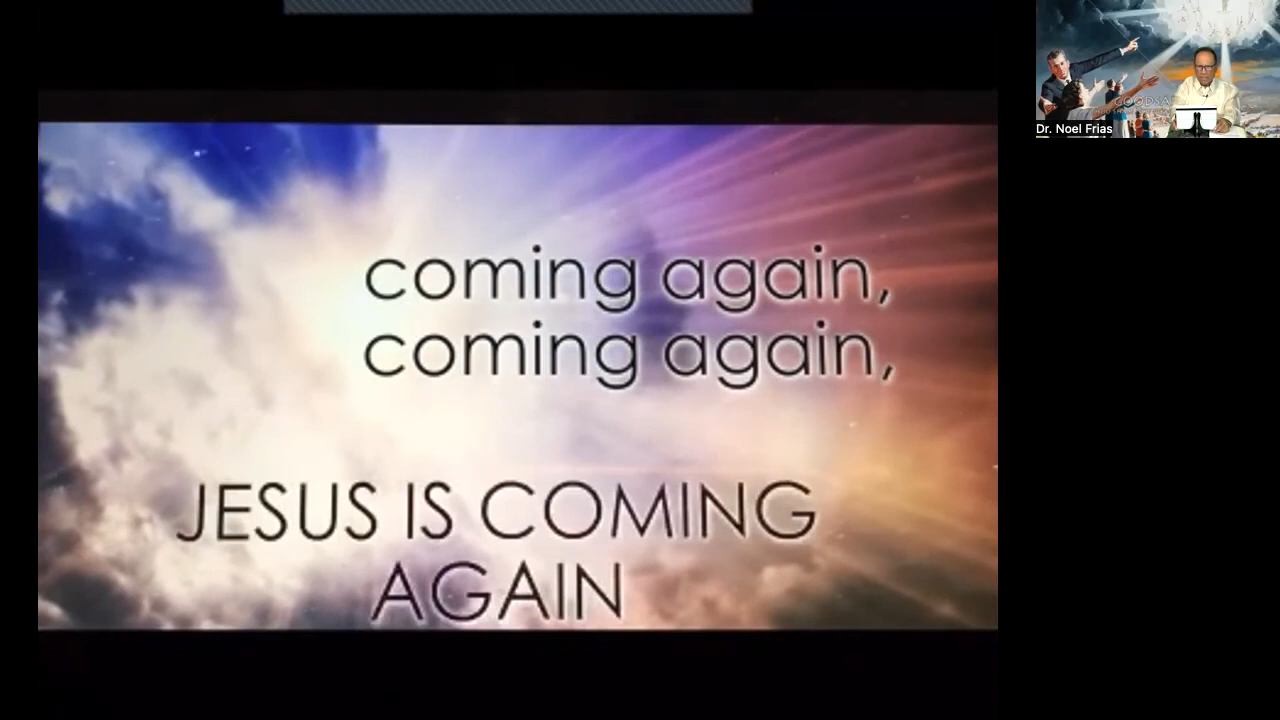 coming again,
coming again,
JESUS IS COMING
AGAIN
Dr. Noel Frias